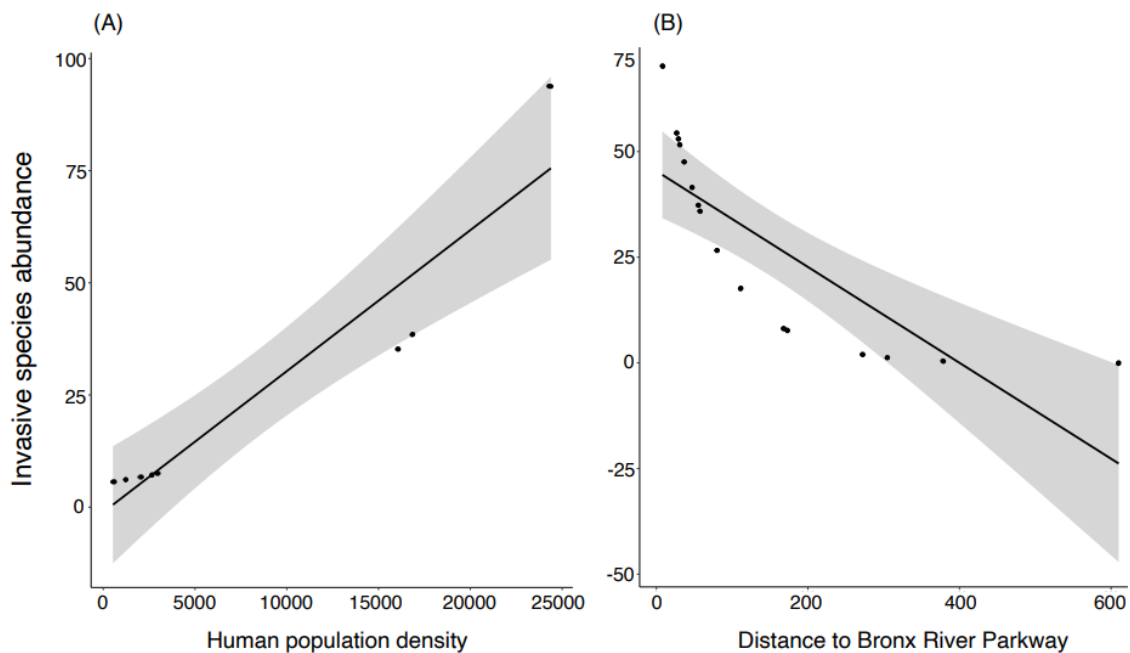 (A)
(B)
Invasive species abundance
100
75
50
25
0
0 5000 10000 15000 20000 25000
Human population density
75
50
25
0
-25
-50
0 200 400 600
Distance to Bronx River Parkway